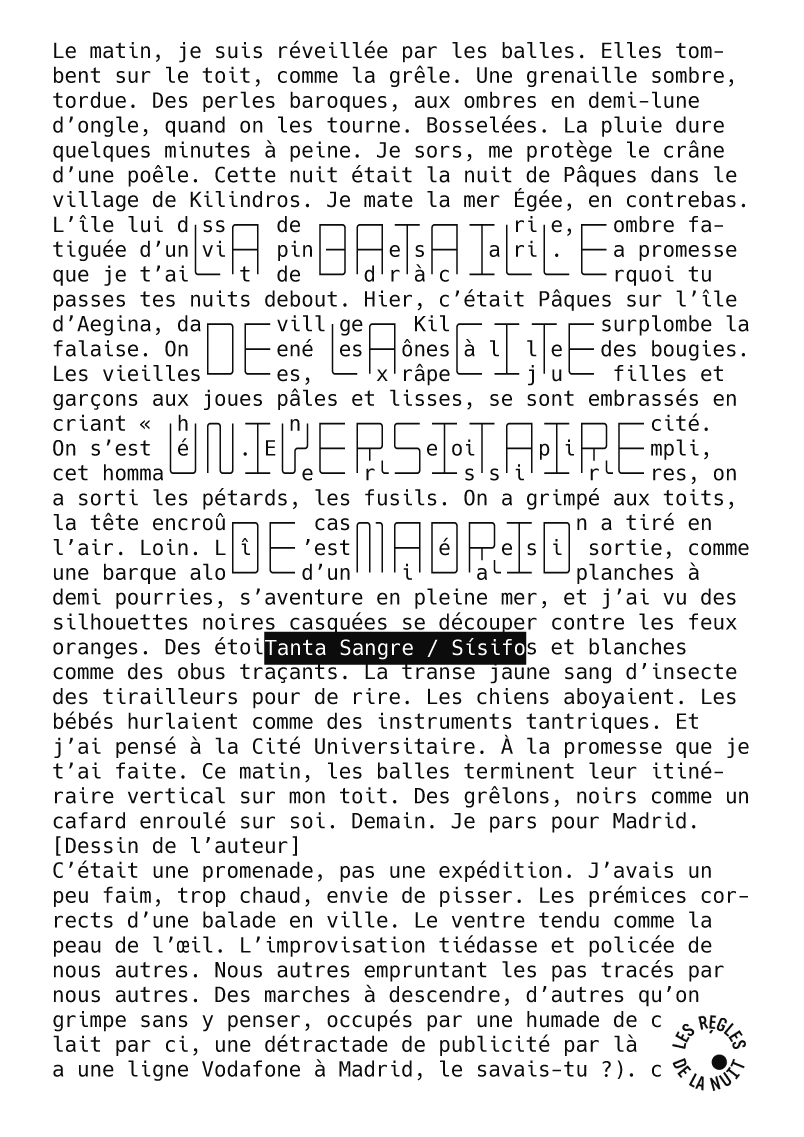 Le matin, je suis réveillée par les balles. Elles tom-
bent sur le toit, comme la grêle. Une grenaille sombre,
tordue. Des perles baroques, aux ombres en demi-lune
d’ongle, quand on les tourne. Bosselées. La pluie dure
quelques minutes à peine. Je sors, me protège le crâne
d’une poêle. Cette nuit était la nuit de Pâques dans le
village de Kilindros. Je mate la mer Égée, en contrebas.
L’île lui d ss de ri e, ombre fa-
tiguée d’un vi pin e s a ri . a promesse
que je t’ai t de d r à c rquoi tu
LA BATAILLE
passes tes nuits debout. Hier, c’était Pâques sur l’île
d’Aegina, da vill ge Kil surplombe la
falaise. On ené es ônes à l l e des bougies.
Les vieilles es, x râpe j u filles et
DE LA CITE
garçons aux joues pâles et lisses, se sont embrassés en
criant « h n cité.
On s’est é . E e oi p i mpli,
cet homma e r s s i r res, on
UNIVERSITAIRE
a sorti les pétards, les fusils. On a grimpé aux toits,
la tête encroû cas n a tiré en
l’air. Loin. L î ’est é e s i sortie, comme
une barque alo d’un i a planches à
DE MADRID
demi pourries, s’aventure en pleine mer, et j’ai vu des
silhouettes noires casquées se découper contre les feux
oranges. Des étoi Tanta Sangre / Sísifo s et blanches
comme des obus traçants. La transe jaune sang d’insecte
des tirailleurs pour de rire. Les chiens aboyaient. Les
bébés hurlaient comme des instruments tantriques. Et
j’ai pensé à la Cité Universitaire. À la promesse que je
t’ai faite. Ce matin, les balles terminent leur itiné-
raire vertical sur mon toit. Des grêlons, noirs comme un
cafard enroulé sur soi. Demain. Je pars pour Madrid.
[Dessin de l’auteur]
C’était une promenade, pas une expédition. J’avais un
peu faim, trop chaud, envie de pisser. Les prémices cor-
rects d’une balade en ville. Le ventre tendu comme la
peau de l’œil. L’improvisation tiédasse et policée de
nous autres. Nous autres empruntant les pas tracés par
nous autres. Des marches à descendre, d’autres qu’on
grimpe sans y penser, occupés par une humade de c
lait par ci, une détractade de publicité par là
a une ligne Vodafone à Madrid, le savais-tu ?). c
LES RÈGLES
DE LA NUIT